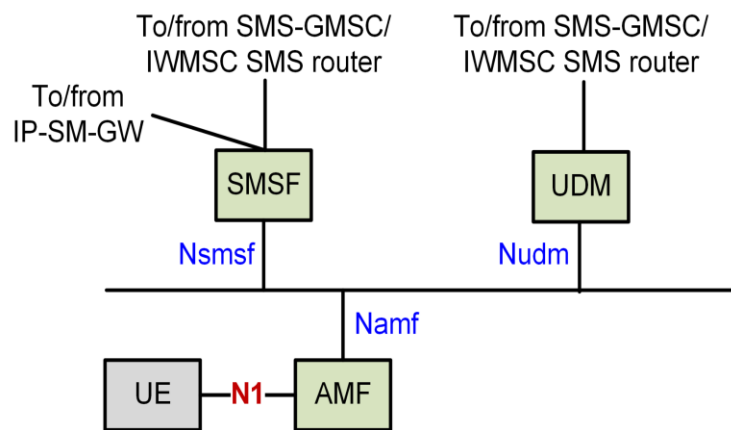 To/from SMS-GMSC/
IWMSC SMS router
To/from SMS-GMSC/
IWMSC SMS router
To/from
IP-SM-GW
SMSF
UDM
Nsmsf
Nudm
Namf
UE
N1
AMF